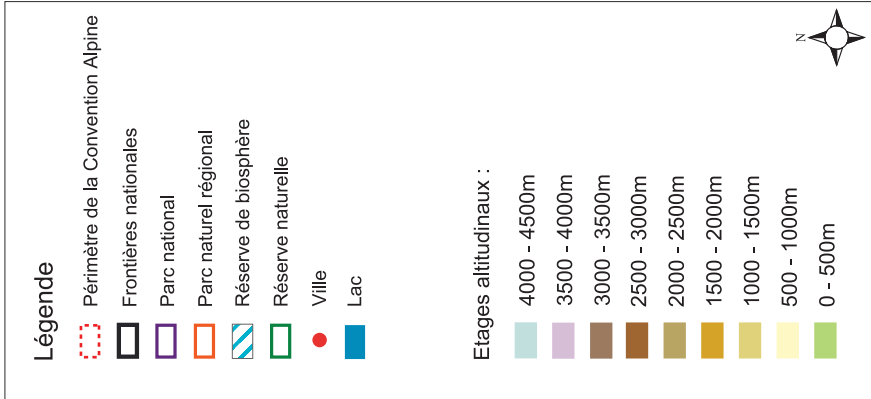 Légende
Périmètre de la Convention Alpine
Frontières nationales
Parc national
Parc naturel régional
Réserve de biosphère
Réserve naturelle
Ville
Lac
Etages altitudinaux :
4000 - 4500m
3500 - 4000m
3000 - 3500m
2500 - 3000m
2000 - 2500m
1500 - 2000m
1000 - 1500m
500 - 1000m
0 - 500m
N